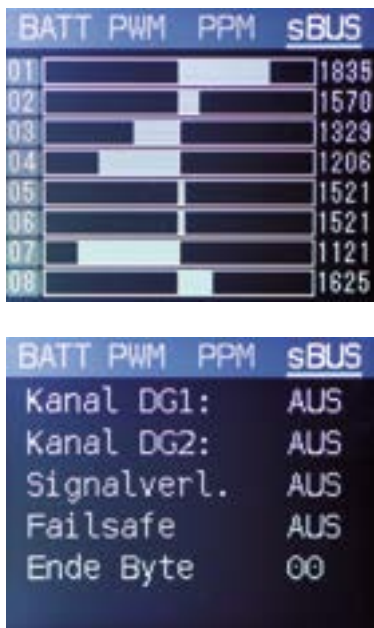 BATT PWM PPM sBUS
01 1835
02 1570
03 1329
04 1206
05 1521
06 1521
07 1121
08 1625
BATT PWM PPM sBUS
Kanal DG1: AUS
Kanal DG2: AUS
Signalverl. AUS
Failsafe AUS
Ende Byte 00